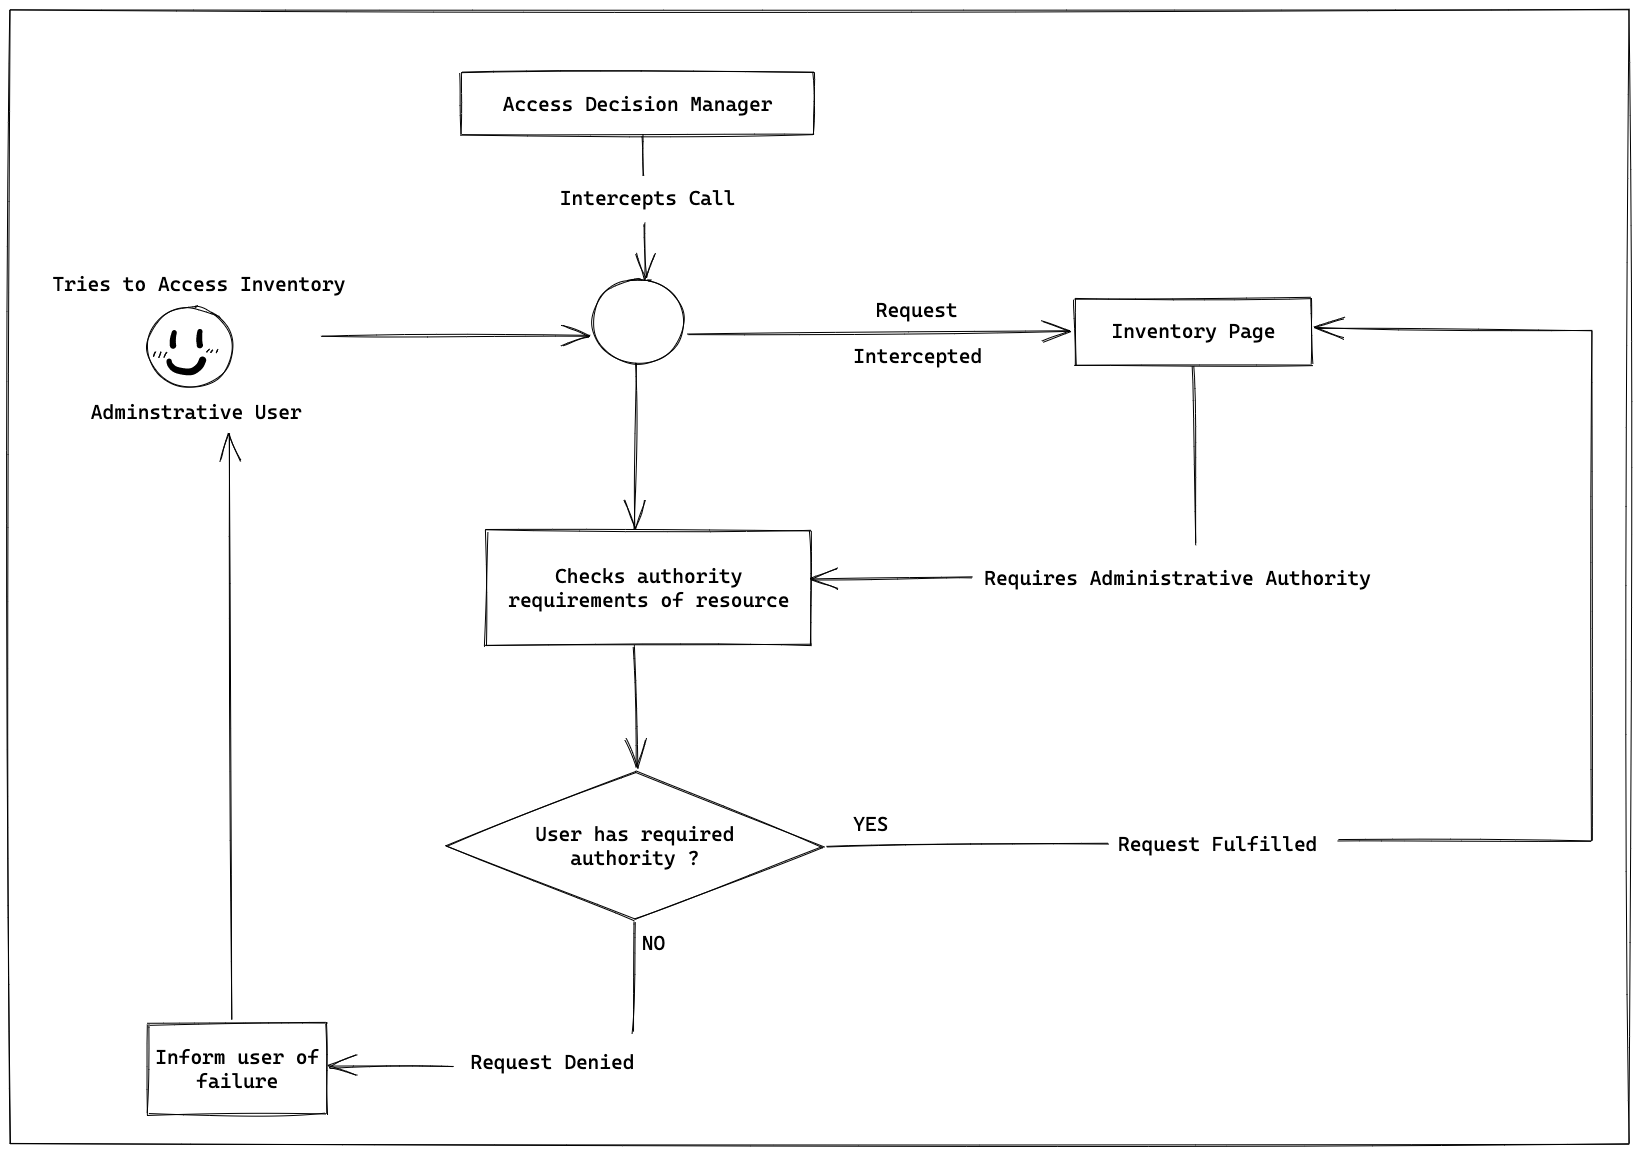 Access Decision Manager
Intercepts Call
Tries to Access Inventory
Adminstrative User
Request
Intercepted
Inventory Page
Checks authority
requirements of resource
Requires Administrative Authority
User has required
authority ?
YES
Request Fulfilled
NO
Request Denied
Inform user of
failure